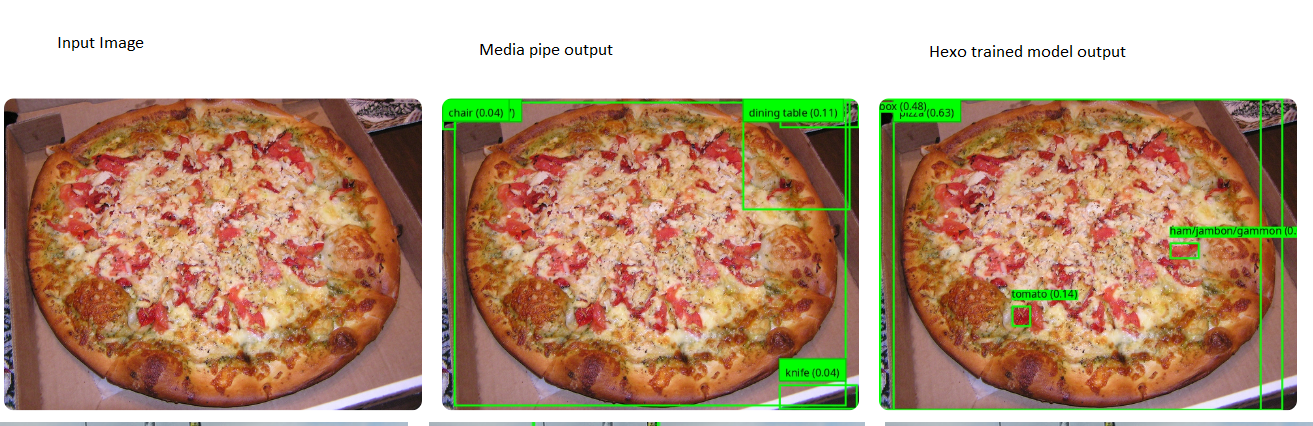 Input Image
Media pipe output
Hexo trained model output
chair (0.04)
dining table (0.11)
knife (0.04)
box (0.48)
pizza (0.63)
ham/jambon/gammon (0.
tomato (0.14)